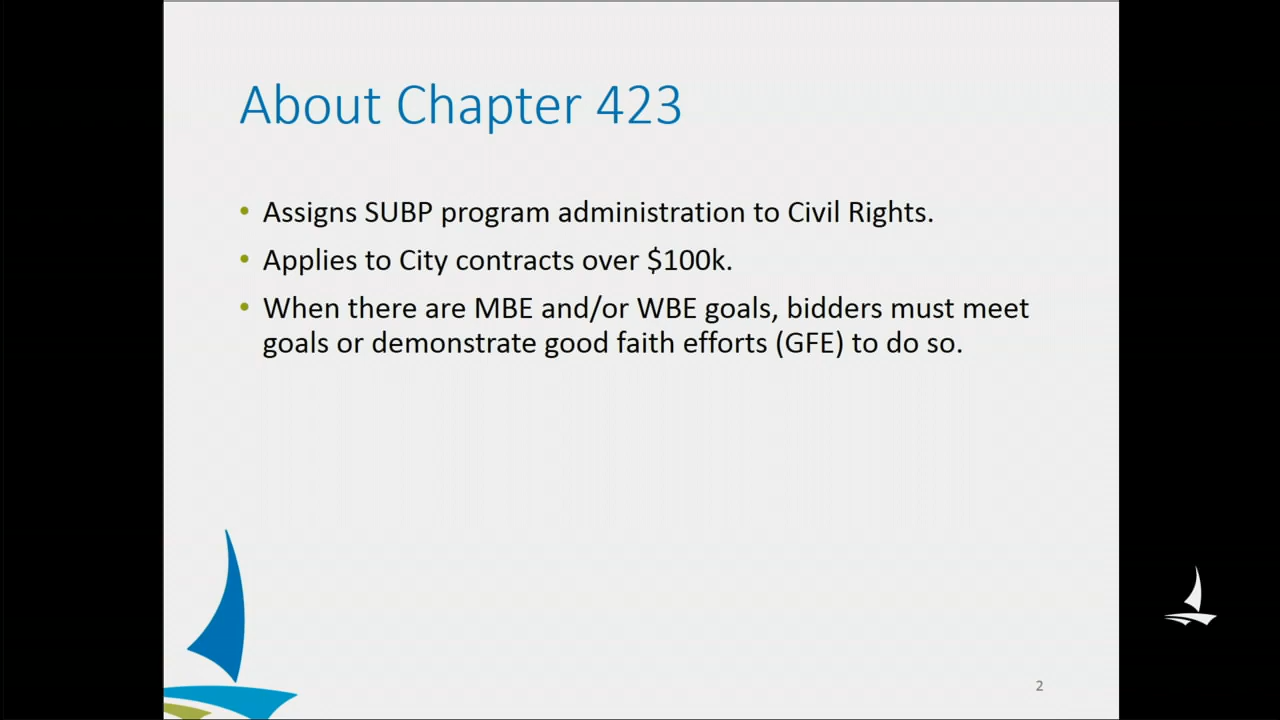 About Chapter 423
• Assigns SUBP program administration to Civil Rights.
• Applies to City contracts over $100k.
• When there are MBE and/or WBE goals, bidders must meet
goals or demonstrate good faith efforts (GFE) to do so.
2